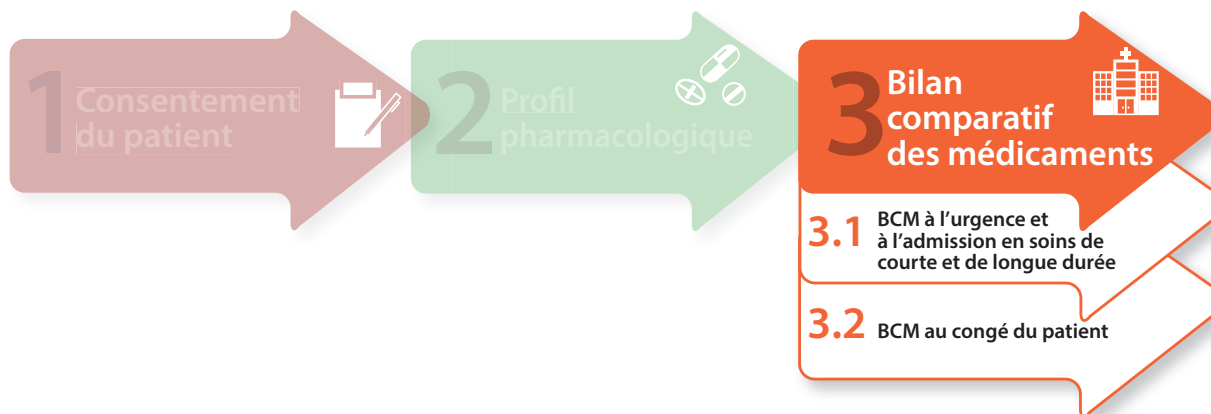 1 Consentement
du patient
2 Profil
pharmacologique
3 Bilan
comparatif
des médicaments
3.1 BCM à l'urgence et
à l'admission en soins de
courte et de longue durée
3.2 BCM au congé du patient